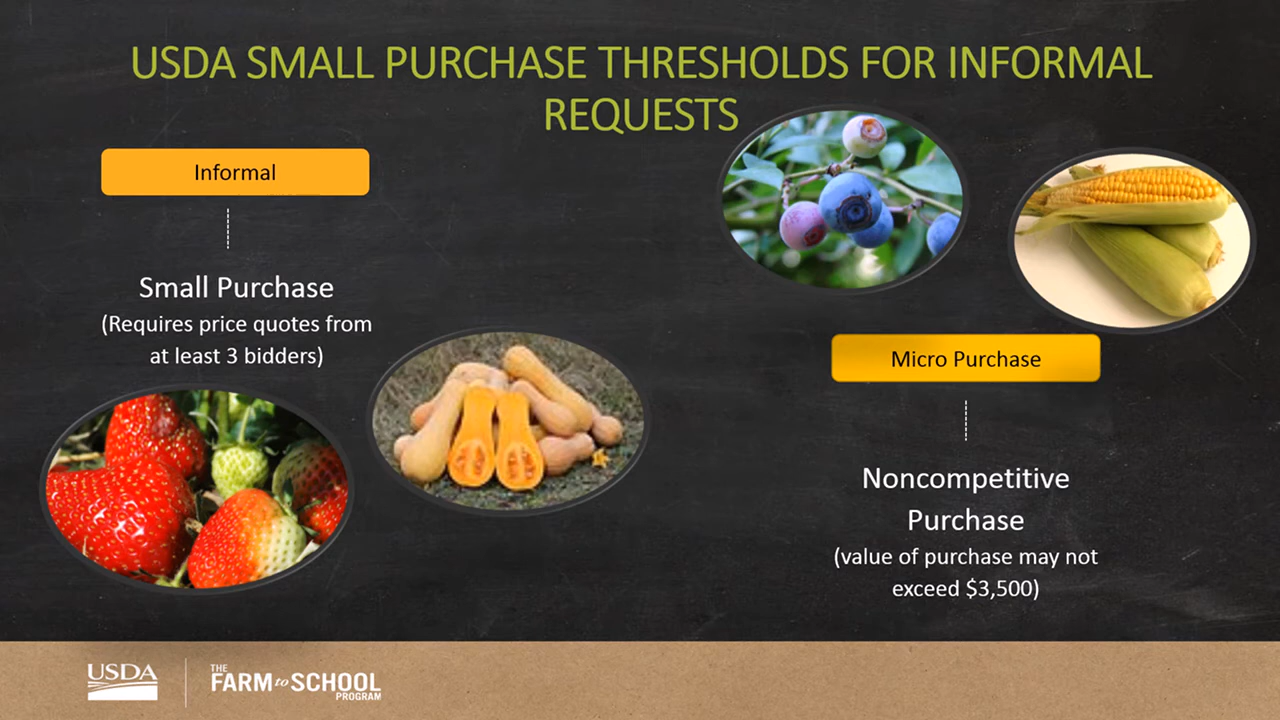 USDA SMALL PURCHASE THRESHOLDS FOR INFORMAL
REQUESTS
Informal
Small Purchase
(Requires price quotes from
at least 3 bidders)
Micro Purchase
Noncompetitive
Purchase
(value of purchase may not
exceed $3,500)
USDA
THE
FARM to SCHOOL
PROGRAM